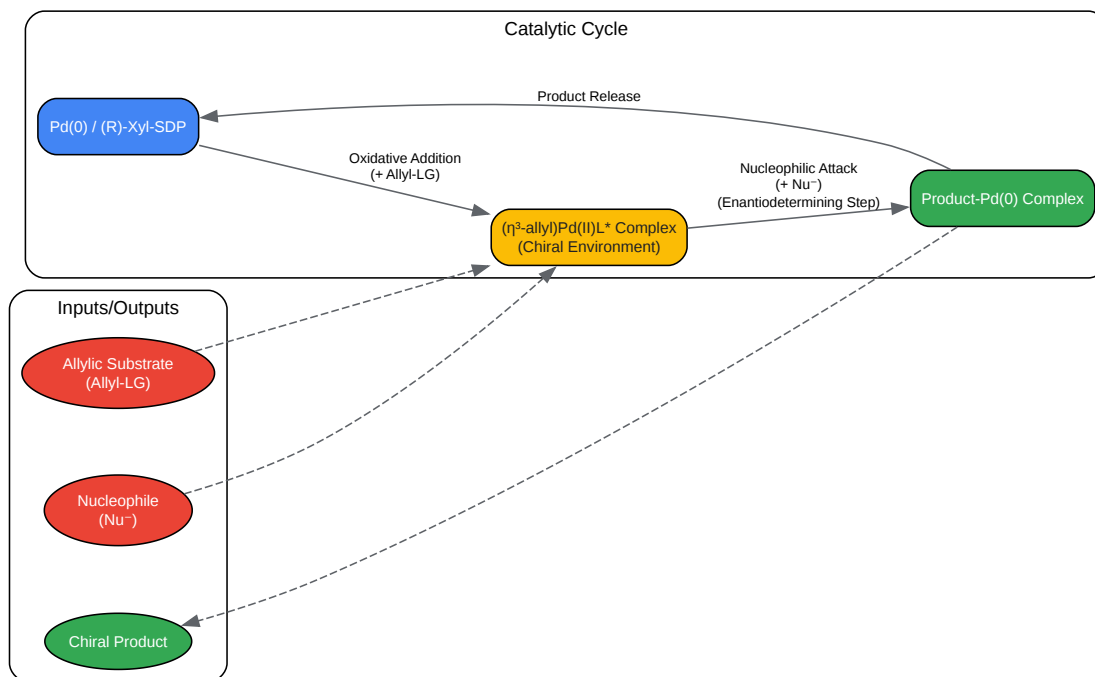 Catalytic Cycle
Product Release
Pd(0) / (R)-Xyl-SDP
Oxidative Addition
(+ Allyl-LG)
Nucleophilic Attack
(+ Nu⁻)
(Enantiodetermining Step)
Product-Pd(0) Complex
(η³-allyl)Pd(II)L* Complex
(Chiral Environment)
Inputs/Outputs
Allylic Substrate
(Allyl-LG)
Nucleophile
(Nu⁻)
Chiral Product